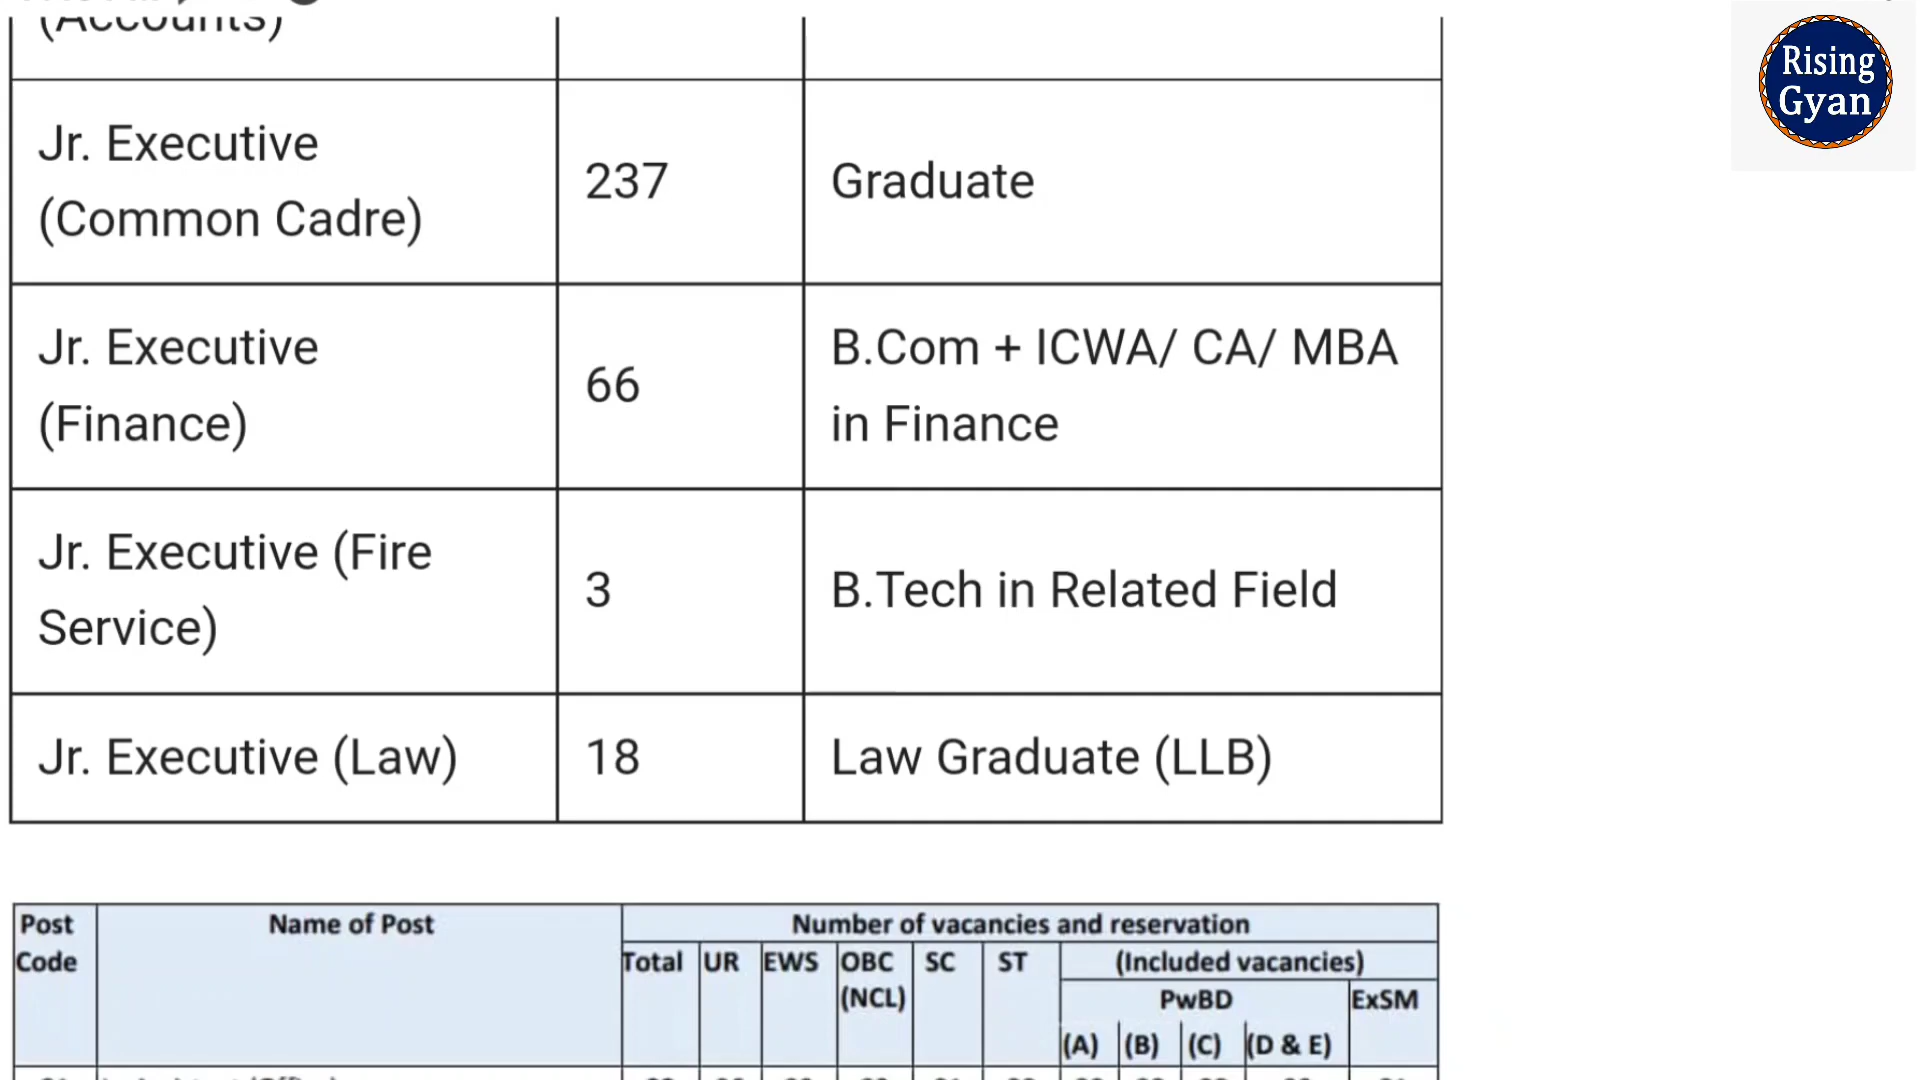 (Accounts)
Rising
Gyan
Jr. Executive
(Common Cadre)
237
Graduate
Jr. Executive
(Finance)
66
B.Com + ICWA/ CA/ MBA
in Finance
Jr. Executive (Fire
Service)
3
B.Tech in Related Field
Jr. Executive (Law)
18
Law Graduate (LLB)
Post
Code
Name of Post
Number of vacancies and reservation
Total UR EWS OBC
(NCL)
SC ST (Included vacancies)
PwBD ExSM
(A) (B) (C) (D & E)